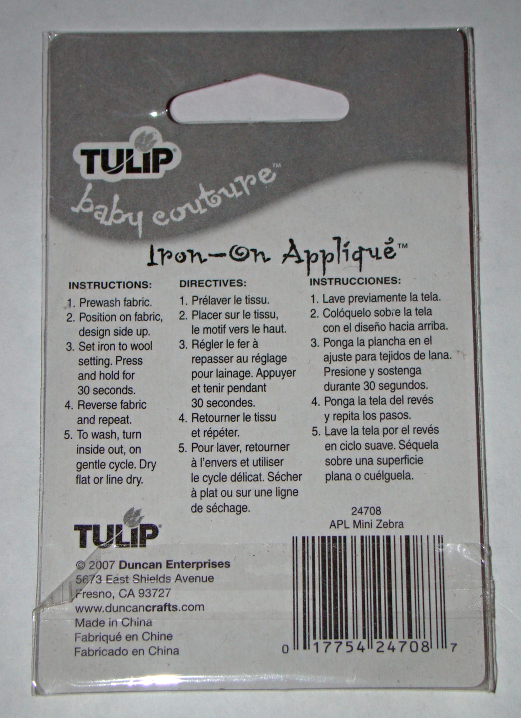 TULIP
baby couture™
Iron-On Appliqué™
INSTRUCTIONS:
1. Prewash fabric.
2. Position on fabric,
design side up.
3. Set iron to wool
setting. Press
and hold for
30 seconds.
4. Reverse fabric
and repeat.
5. To wash, turn
inside out, on
gentle cycle. Dry
flat or line dry.
DIRECTIVES:
1. Prélaver le tissu.
2. Placer sur le tissu,
le motif vers le haut.
3. Régler le fer à
repasser au réglage
pour lainage. Appuyer
et tenir pendant
30 secondes.
4. Retourner le tissu
et répéter.
5. Pour laver, retourner
à l'envers et utiliser
le cycle délicat. Sécher
à plat ou sur une ligne
de séchage.
INSTRUCCIONES:
1. Lave previamente la tela.
2. Colóquelo sobre la tela
con el diseño hacia arriba.
3. Ponga la plancha en el
ajuste para tejidos de lana.
Presione y sostenga
durante 30 segundos.
4. Ponga la tela del revés
y repita los pasos.
5. Lave la tela por el revés
en ciclo suave. Séquela
sobre una superficie
plana o cuélguela.
TULIP
© 2007 Duncan Enterprises
5673 East Shields Avenue
Fresno, CA 93727
www.duncancrafts.com
Made in China
Fabriqué en Chine
Fabricado en China
24708
APL Mini Zebra
0 17754 24708 7